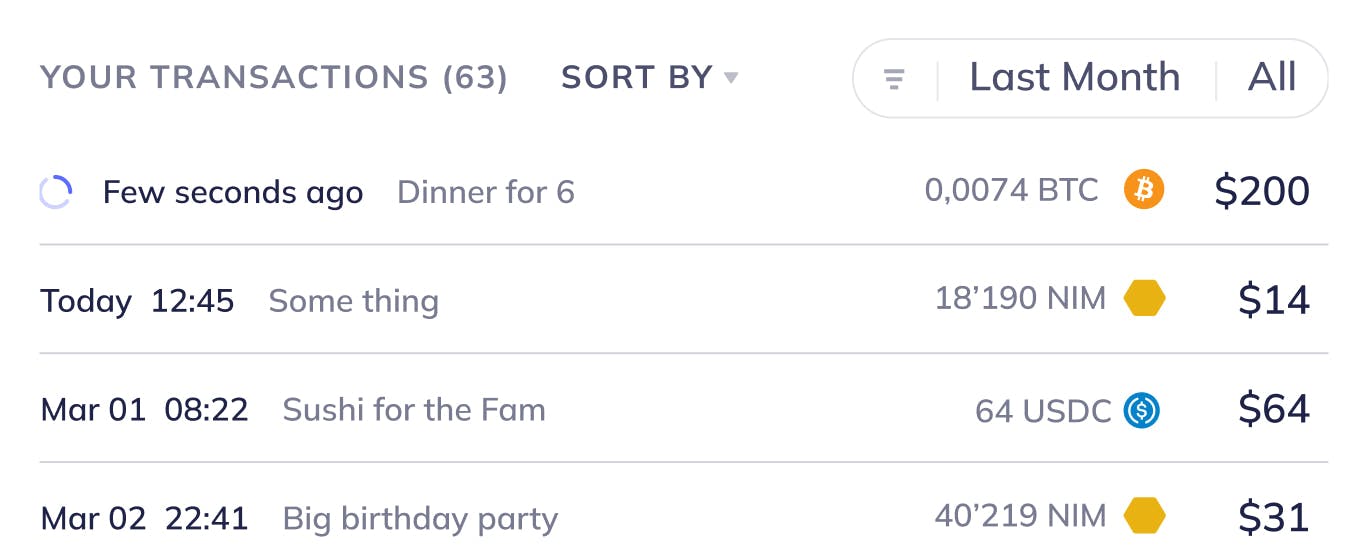 YOUR TRANSACTIONS (63) SORT BY Last Month All
Few seconds ago Dinner for 6 0,0074 BTC $200
Today 12:45 Some thing 18’190 NIM $14
Mar 01 08:22 Sushi for the Fam 64 USDC $64
Mar 02 22:41 Big birthday party 40’219 NIM $31